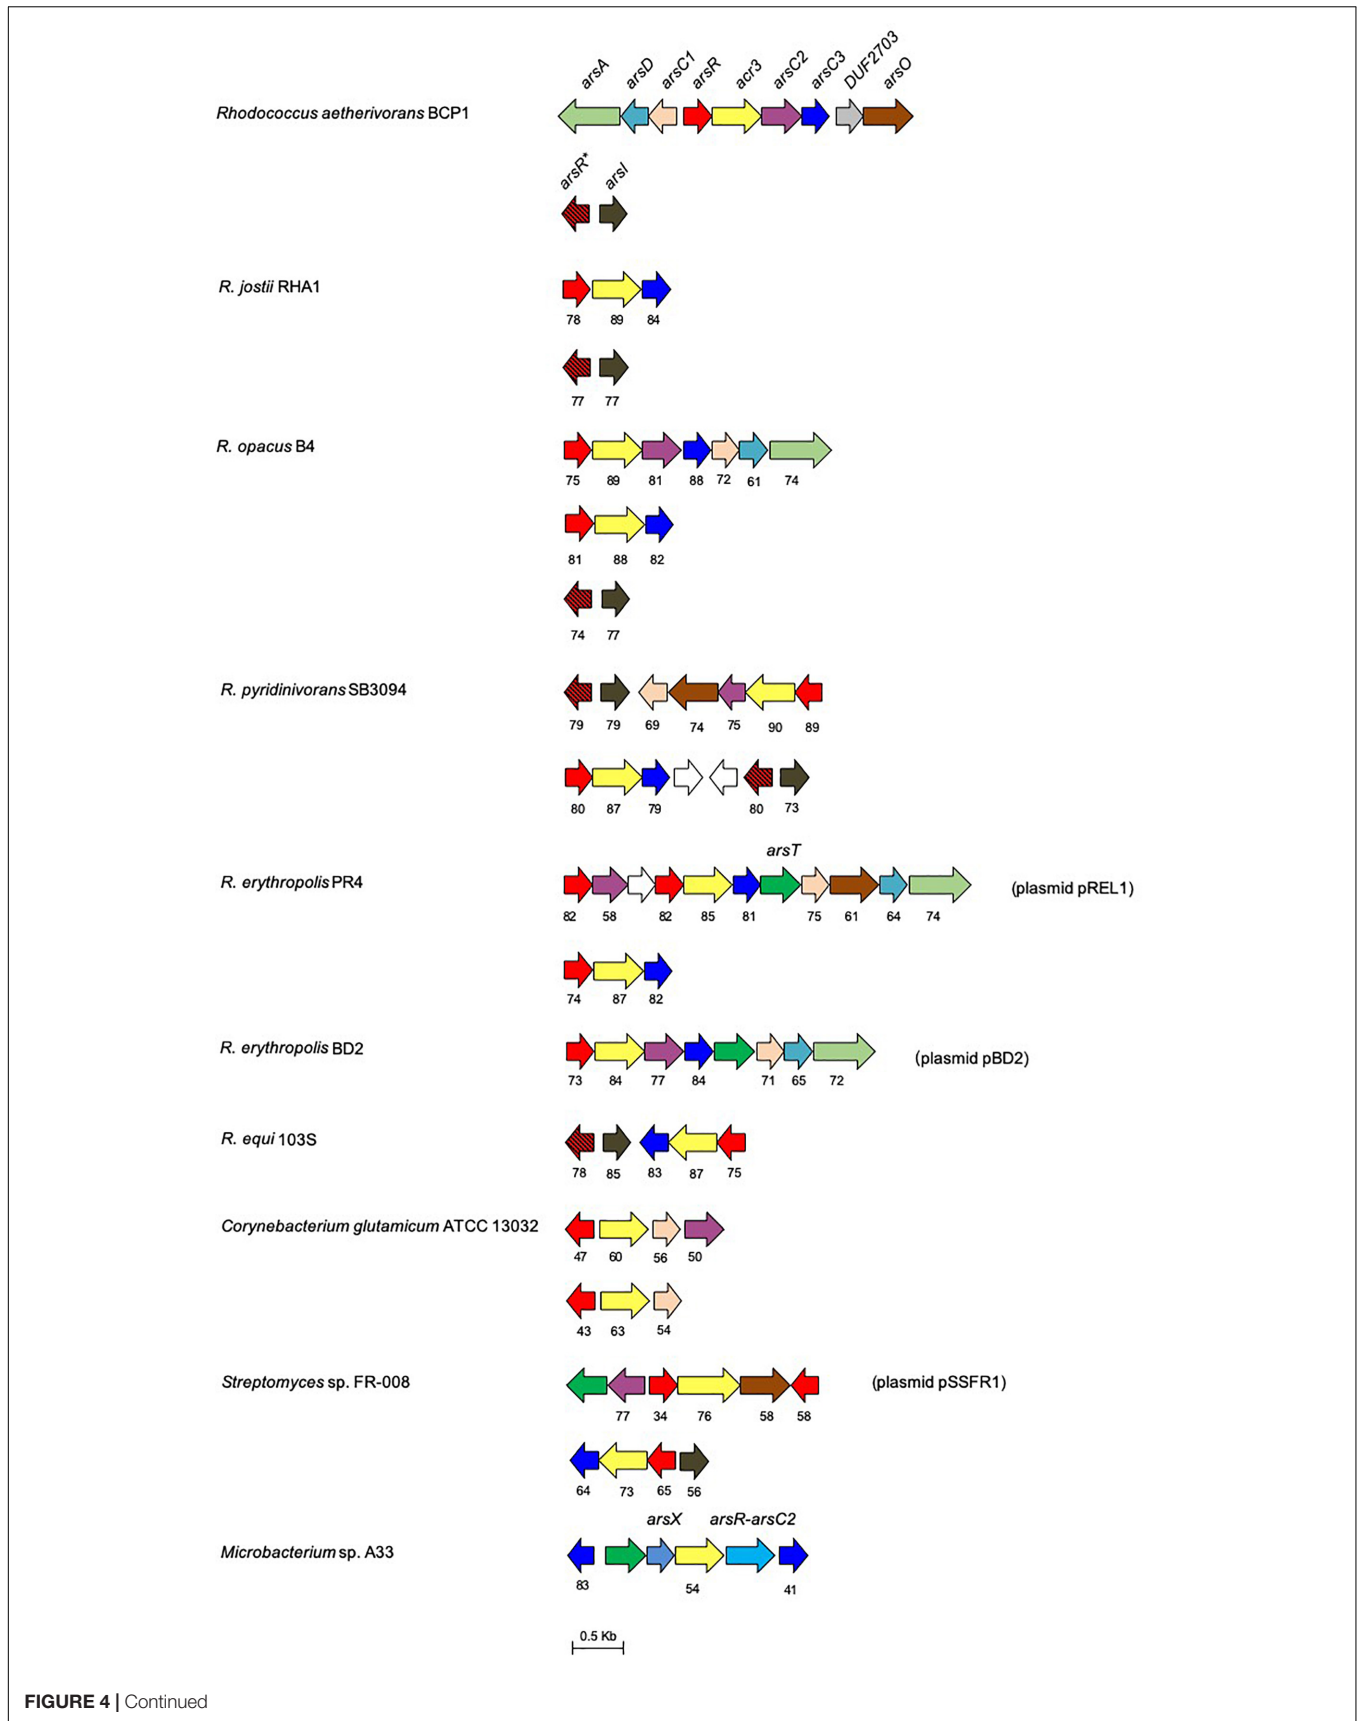 arsA arsD arsC1 arsR acr3 arsC2 arsC3 DUF2703 arsO
Rhodococcus aetherivorans BCP1
arsR* arsI
R. jostii RHA1
78 89 84
77 77
R. opacus B4
75 89 81 88 72 61 74
81 88 82
74 77
R. pyridinivorans SB3094
79 79 69 74 75 90 89
80 87 79 80 73
arsT
R. erythropolis PR4 (plasmid pREL1)
82 58 82 85 81 75 61 64 74
74 87 82
R. erythropolis BD2 (plasmid pBD2)
73 84 77 84 71 65 72
R. equi 103S
78 85 83 87 75
Corynebacterium glutamicum ATCC 13032
47 60 56 50
43 63 54
Streptomyces sp. FR-008 (plasmid pSSFR1)
77 34 76 58 58
64 73 65 56
arsX arsR-arsC2
Microbacterium sp. A33
83 54 41
0.5 Kb
FIGURE 4 | Continued